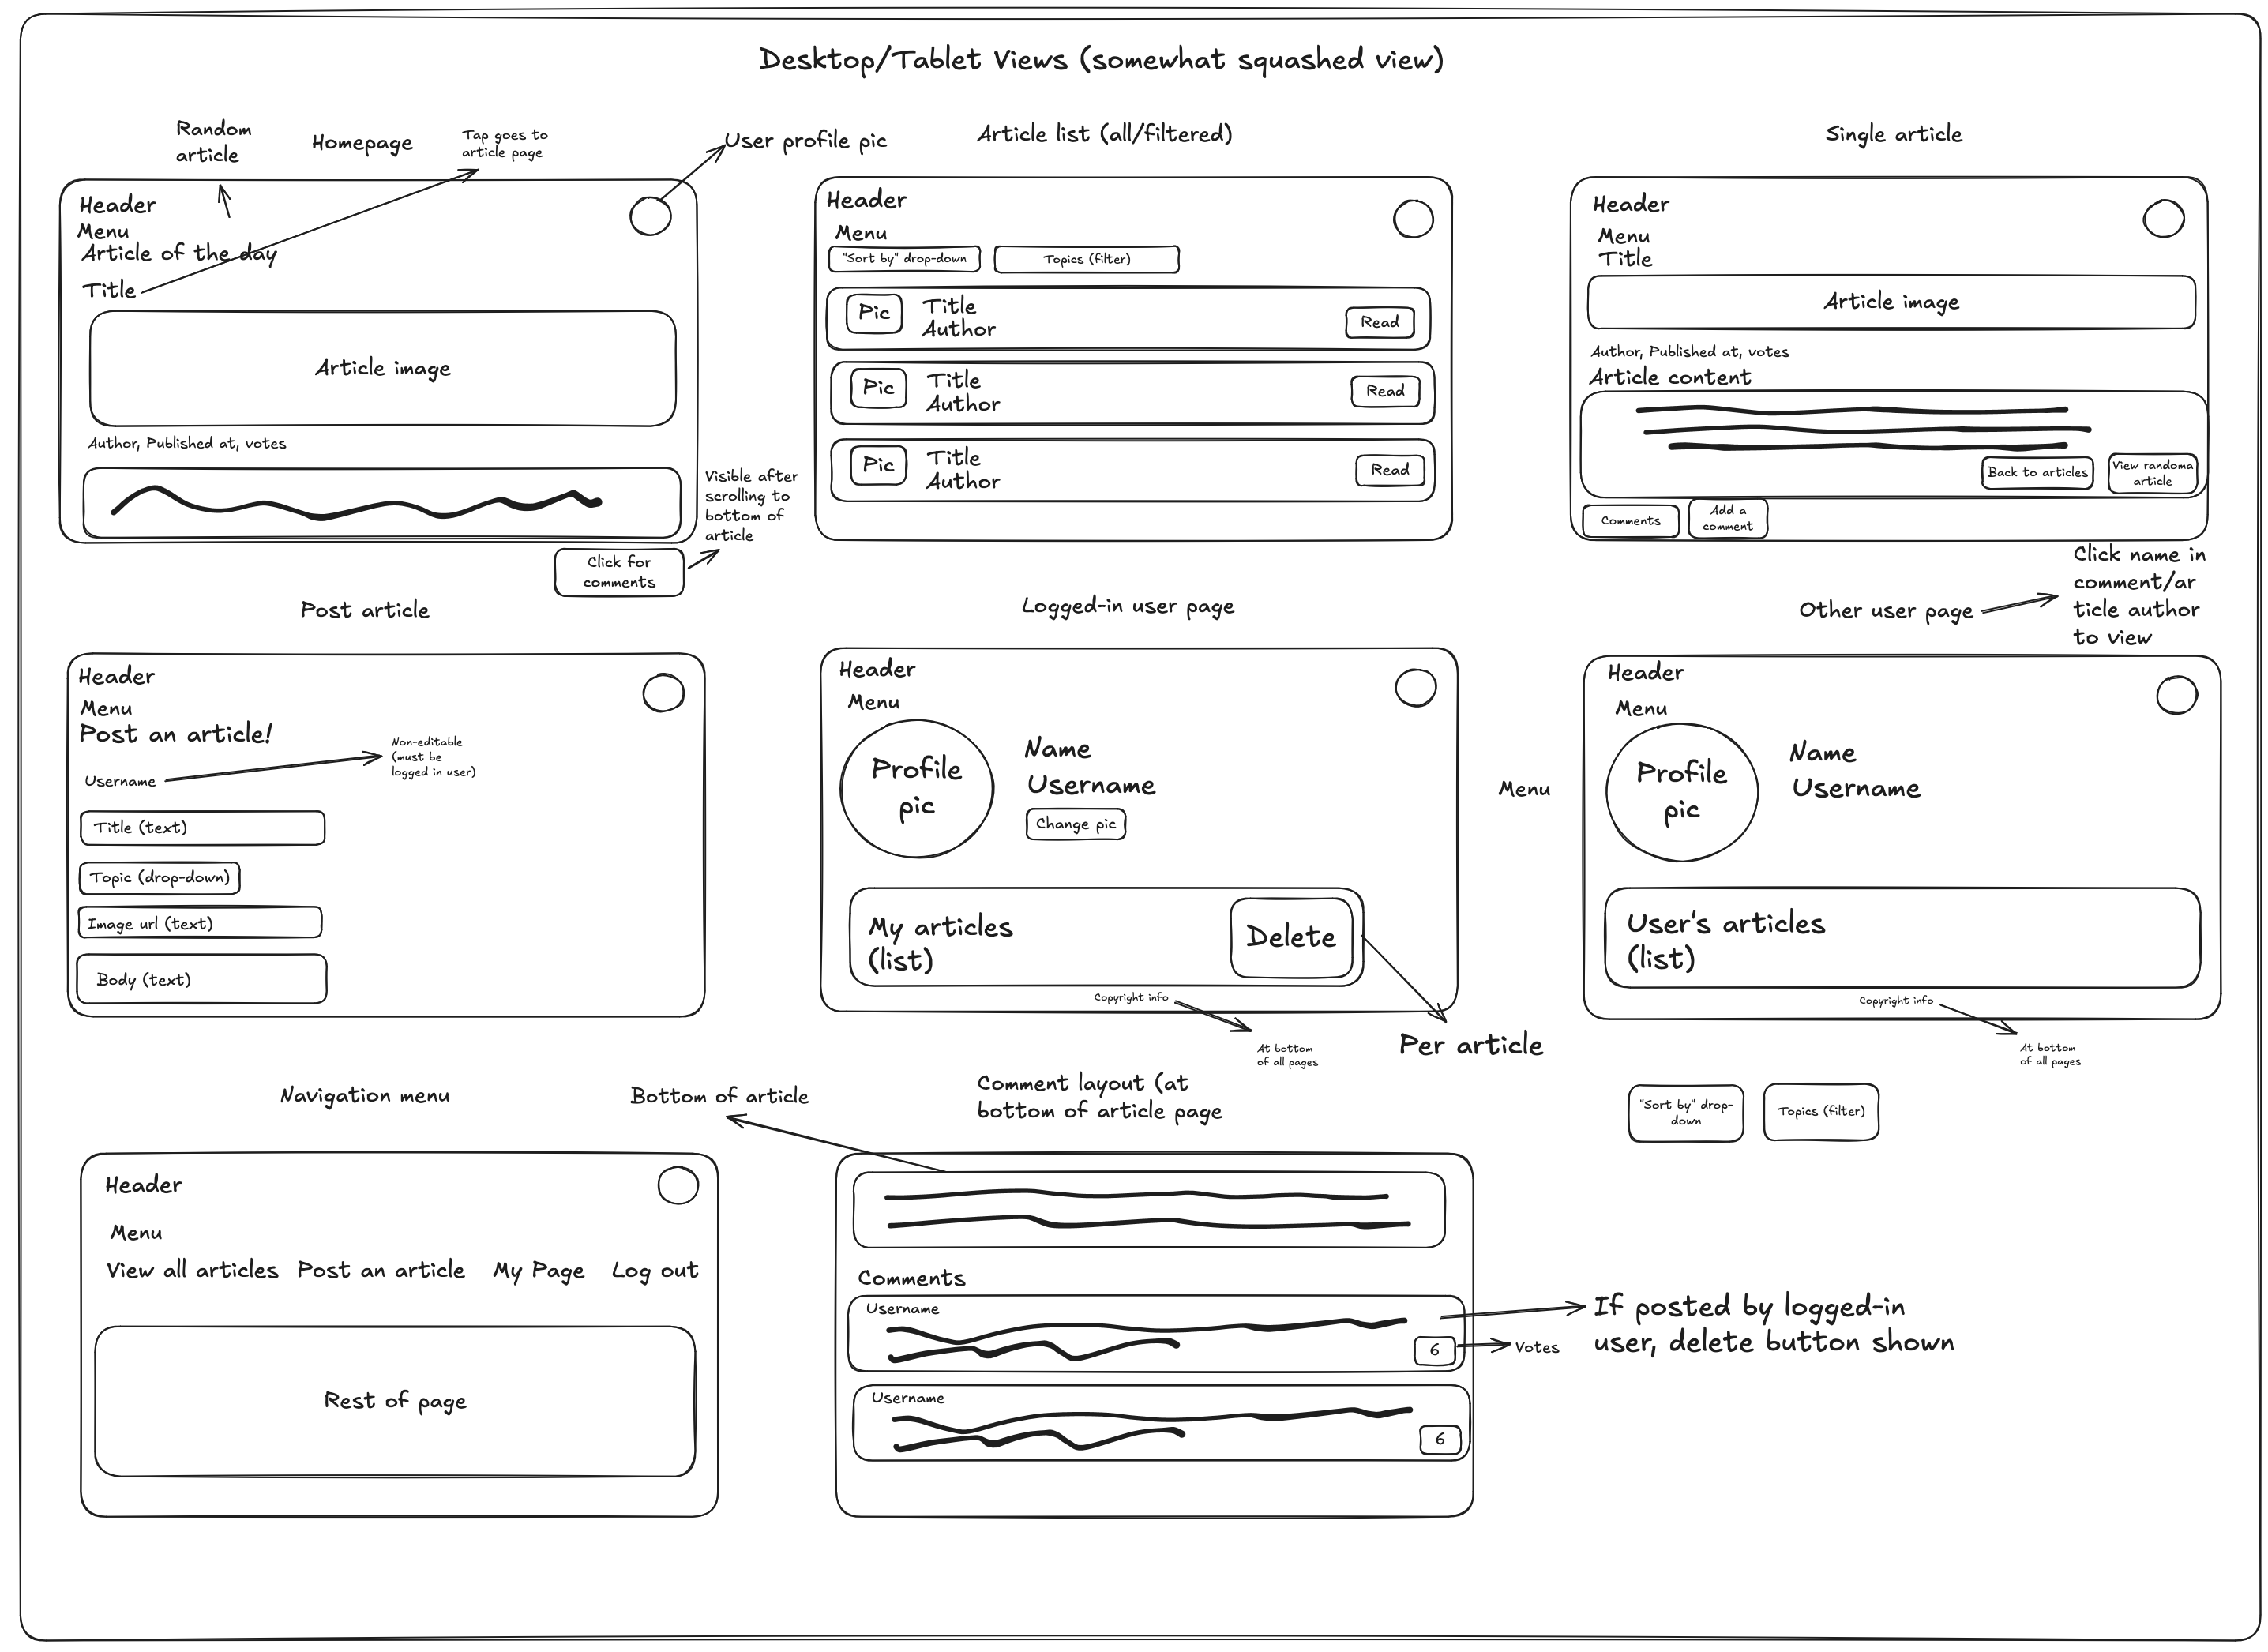 Desktop/Tablet Views (somewhat squashed view)
Random
article
Homepage
Tap goes to
article page
User profile pic
Header
Menu
Article of the day
Title
Article image
Author, Published at, votes
Visible after
scrolling to
bottom of
article
Click for
comments
Article list (all/filtered)
Header
Menu
"Sort by" drop-down
Topics (filter)
Pic
Title
Author
Read
Pic
Title
Author
Read
Pic
Title
Author
Read
Single article
Header
Menu
Title
Article image
Author, Published at, votes
Article content
Back to articles
View randoma
article
Comments
Add a
comment
Post article
Header
Menu
Post an article!
Username
Non-editable
(must be
logged in user)
Title (text)
Topic (drop-down)
Image url (text)
Body (text)
Logged-in user page
Header
Menu
Profile
pic
Name
Username
Change pic
My articles
(list)
Delete
Copyright info
At bottom
of all pages
Per article
Menu
Other user page
Click name in
comment/ar
ticle author
to view
Header
Menu
Profile
pic
Name
Username
User's articles
(list)
Copyright info
At bottom
of all pages
"Sort by" drop-
down
Topics (filter)
Navigation menu
Header
Menu
View all articles
Post an article
My Page
Log out
Rest of page
Bottom of article
Comment layout (at
bottom of article page
Comments
Username
6
Votes
If posted by logged-in
user, delete button shown
Username
6